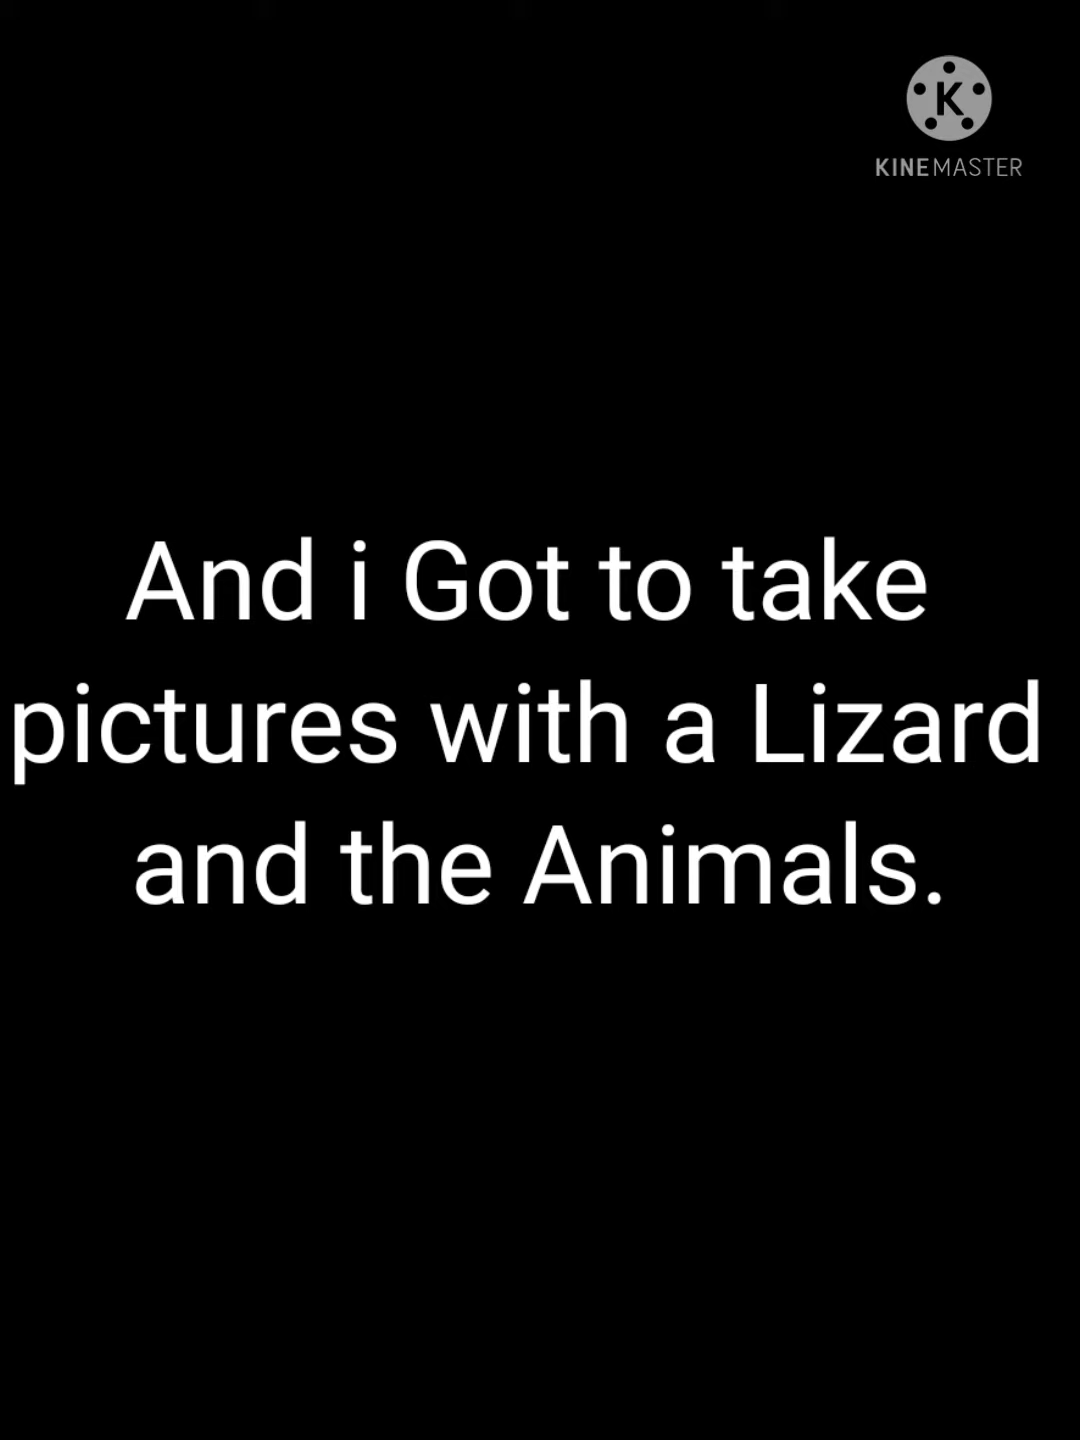 KINEMASTER
And i Got to take
pictures with a Lizard
and the Animals.